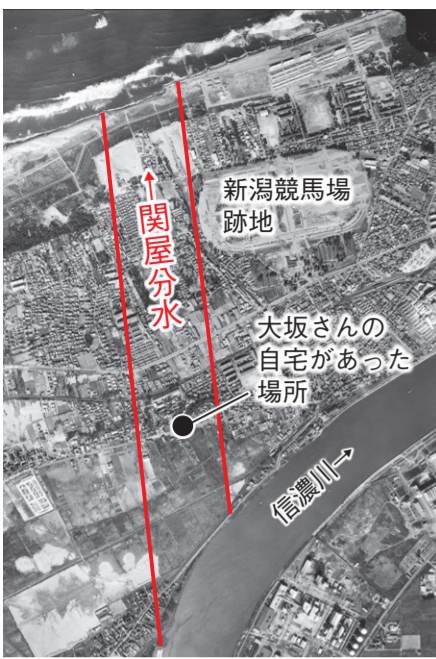 新潟競馬場
跡地
↑関屋分水
大坂さんの
自宅があった
場所
信濃川→